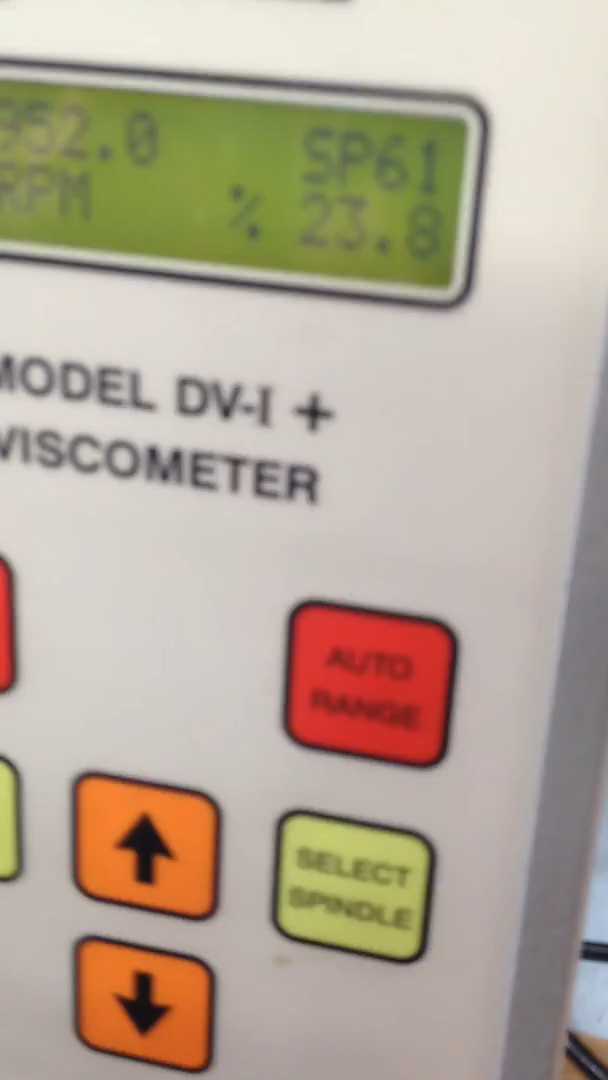 952.0 SP61
RPM % 23.8
MODEL DV-I +
VISCOMETER
AUTO
RANGE
SELECT
SPINDLE